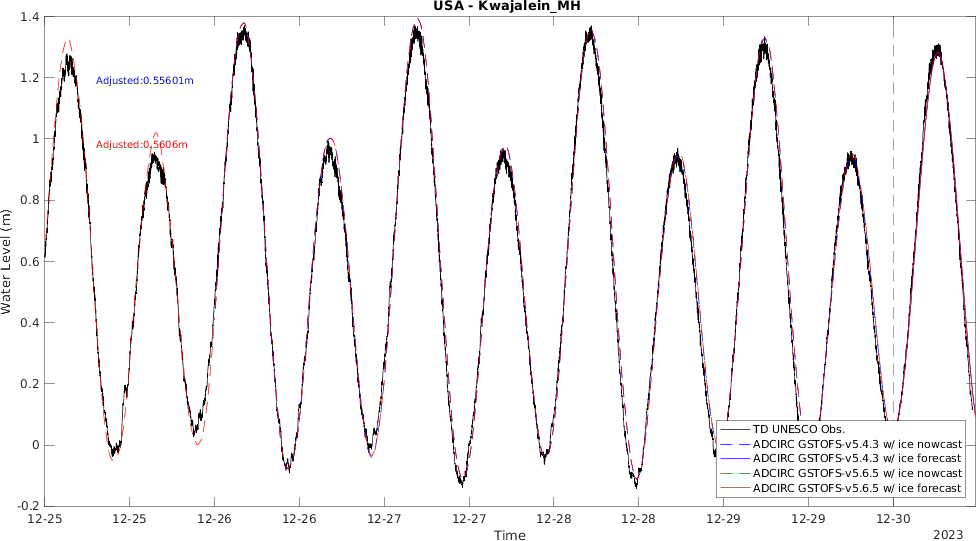 USA - Kwajalein_MH
1.4
1.2
1
0.8
0.6
0.4
0.2
0
-0.2
Water Level (m)
Adjusted:0.55601m
Adjusted:0.5606m
TD UNESCO Obs.
ADCIRC GSTOFS-v5.4.3 w/ ice nowcast
ADCIRC GSTOFS-v5.4.3 w/ ice forecast
ADCIRC GSTOFS-v5.6.5 w/ ice nowcast
ADCIRC GSTOFS-v5.6.5 w/ ice forecast
12-25 12-25 12-26 12-26 12-27 12-27 12-28 12-28 12-29 12-29 12-30
Time
2023